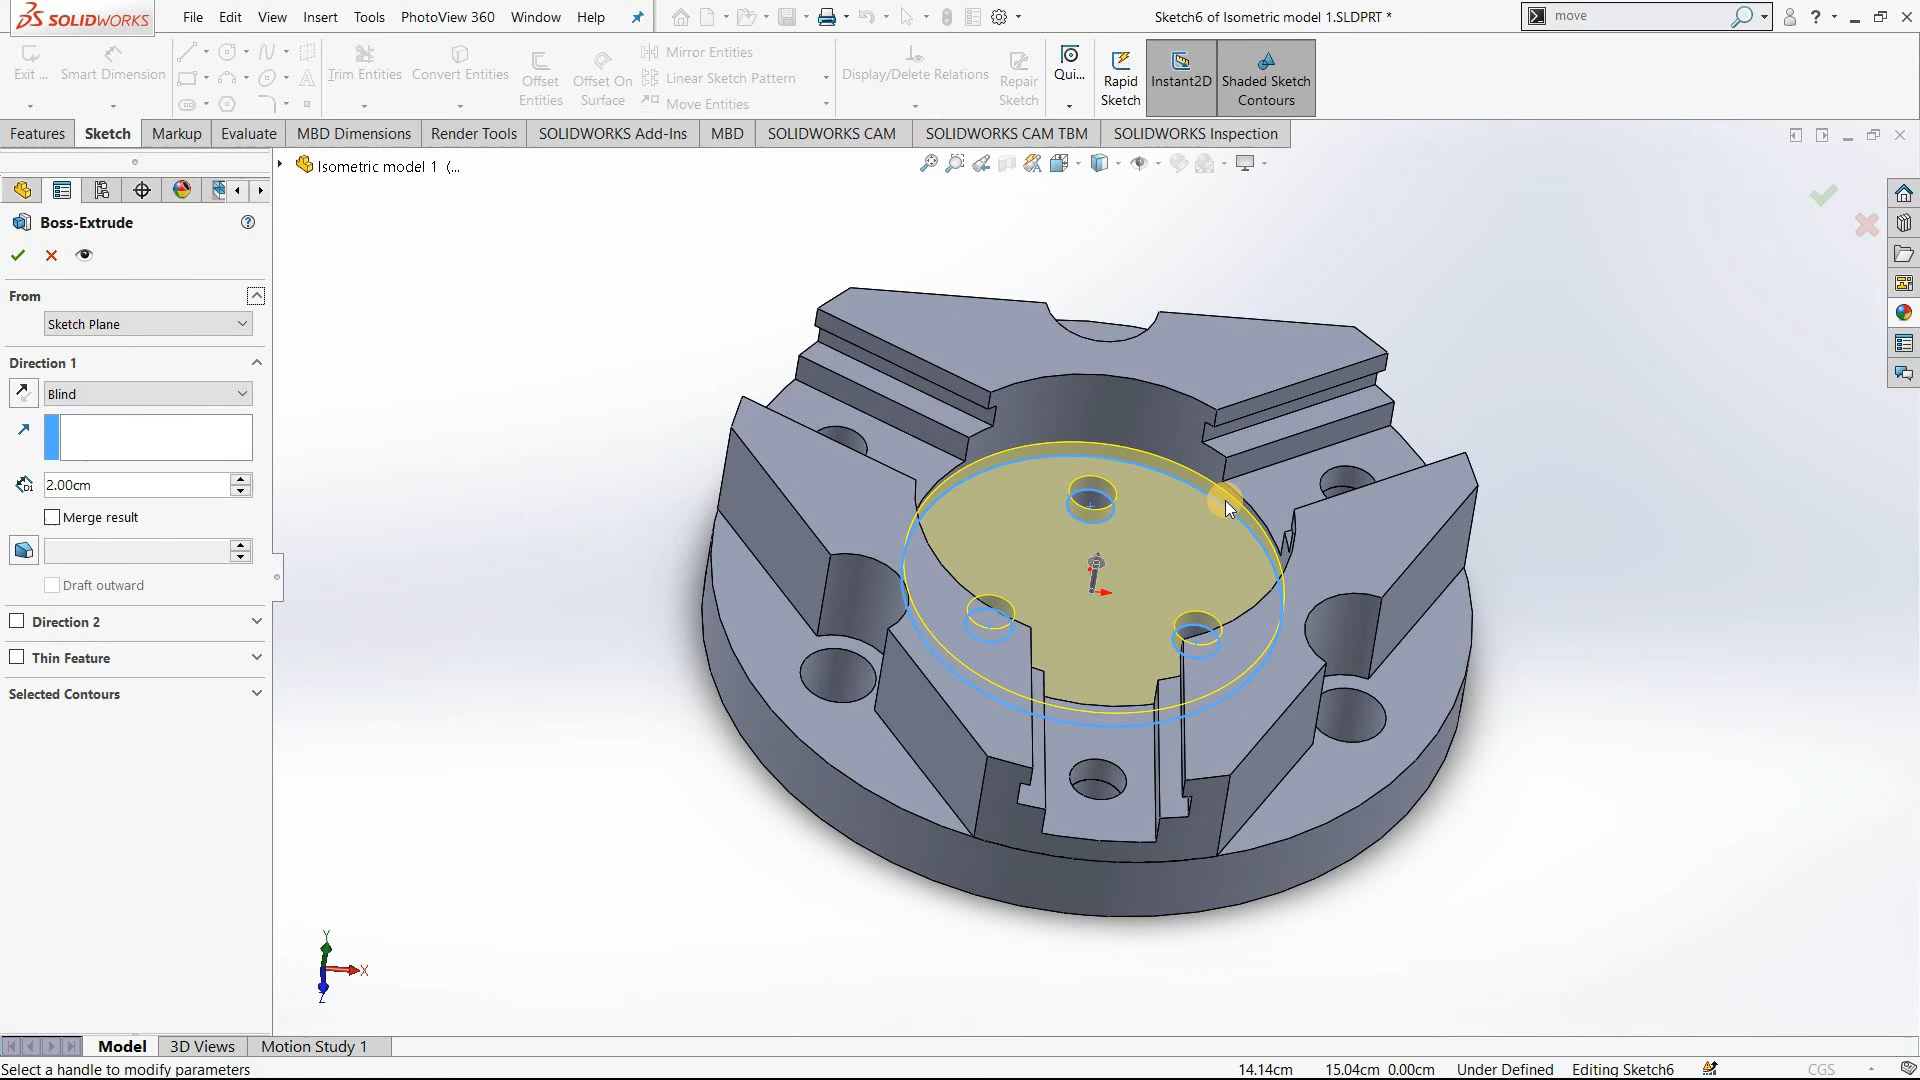 SOLIDWORKS
File Edit View Insert Tools PhotoView 360 Window Help
Sketch6 of Isometric model 1.SLDPRT *
move
Exit ...
Smart Dimension
Trim Entities
Convert Entities
Offset Entities
Offset On Surface
Mirror Entities
Linear Sketch Pattern
Move Entities
Display/Delete Relations
Repair Sketch
Qui...
Rapid Sketch
Instant2D
Shaded Sketch Contours
Features Sketch Markup Evaluate MBD Dimensions Render Tools SOLIDWORKS Add-Ins MBD SOLIDWORKS CAM SOLIDWORKS CAM TBM SOLIDWORKS Inspection
Isometric model 1 (...
Boss-Extrude
From
Sketch Plane
Direction 1
Blind
D1
2.00cm
Merge result
Draft outward
Direction 2
Thin Feature
Selected Contours
Y
X
Z
Model 3D Views Motion Study 1
Select a handle to modify parameters
14.14cm 15.04cm 0.00cm Under Defined Editing Sketch6 CGS